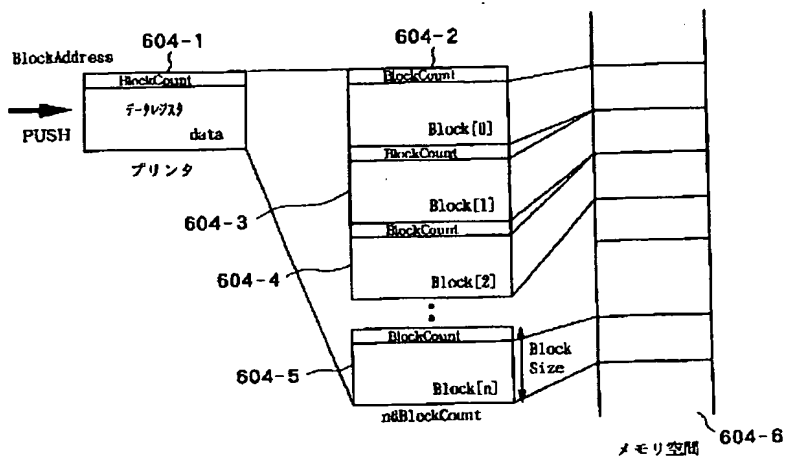 604-1
BlockAddress
BlockCount
データレジスタ
data
PUSH
プリンタ
604-2
BlockCount
Block[0]
BlockCount
Block[1]
604-3
BlockCount
604-4
Block[2]
BlockCount
Block
Size
604-5
Block[n]
n≦BlockCount
604-6
メモリ空間